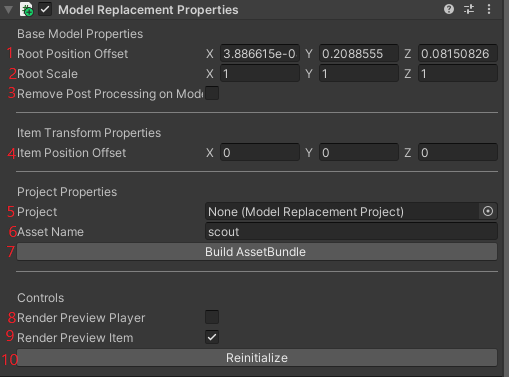 Model Replacement Properties
Base Model Properties
1 Root Position Offset X 3.886615e-0 Y 0.2088555 Z 0.08150826
2 Root Scale X 1 Y 1 Z 1
3 Remove Post Processing on Mode
Item Transform Properties
4 Item Position Offset X 0 Y 0 Z 0
Project Properties
5 Project None (Model Replacement Project)
6 Asset Name scout
7 Build AssetBundle
Controls
8 Render Preview Player
9 Render Preview Item
10 Reinitialize